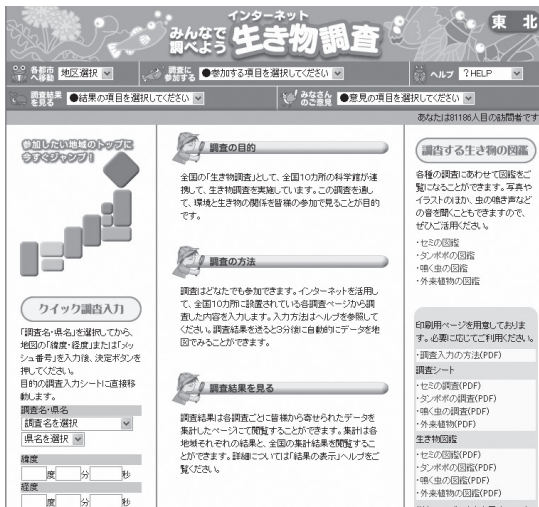 インターネット
みんなで
調べよう
生き物調査
東 北
各都市
へ移動
地区選択
調査に
参加する
●参加する項目を選択してください
ヘルプ
?HELP
調査結果
を見る
●結果の項目を選択してください
みなさん
のご意見
●意見の項目を選択してください
あなたは81186人目の訪問者です
参加したい地域のトップに
今すぐジャンプ!
クイック調査入力
「調査名・県名」を選択してから、
地図の「緯度・経度」または「メッ
シュ番号」を入力後、決定ボタンを
押してください。
目的の調査入力シートに直接移
動します。
調査名・県名
調査名を選択
県名を選択
緯度
度 分 秒
経度
度 分 秒
調査の目的
全国の「生き物調査」として、全国10カ所の科学館が連
携して、生き物調査を実施しています。この調査を通し
て、環境と生き物の関係を皆様の参加で見ることが目的
です。
調査の方法
調査はどなたでも参加できます。インターネットを活用し
て、全国10カ所に設置されている各調査ページから調
査した内容を入力します。入力方法はヘルプを参照して
ください。調査結果を送ると3分後に自動的にデータを地
図でみることができます。
調査結果を見る
調査結果は各調査ごとに皆様から寄せられたデータを
集計したページにて閲覧することができます。集計は各
地域それぞれの結果と、全国の集計結果を閲覧するこ
とができます。詳細については「結果の表示」ヘルプをご
覧ください。
調査する生き物の図鑑
各種の調査にあわせて図鑑をご
覧になることができます。写真や
イラストのほか、虫の鳴き声など
の音を聞くこともできますので、
ぜひご活用ください。
・セミの図鑑
・タンポポの図鑑
・鳴く虫の図鑑
・外来植物の図鑑
印刷用ページを用意しておりま
す。必要に応じてご利用ください。
・調査入力の方法(PDF)
調査シート
・セミの調査(PDF)
・タンポポの調査(PDF)
・鳴く虫の調査(PDF)
・外来植物(PDF)
生き物図鑑
・セミの図鑑(PDF)
・タンポポの図鑑(PDF)
・鳴く虫の図鑑(PDF)
・外来植物の図鑑(PDF)